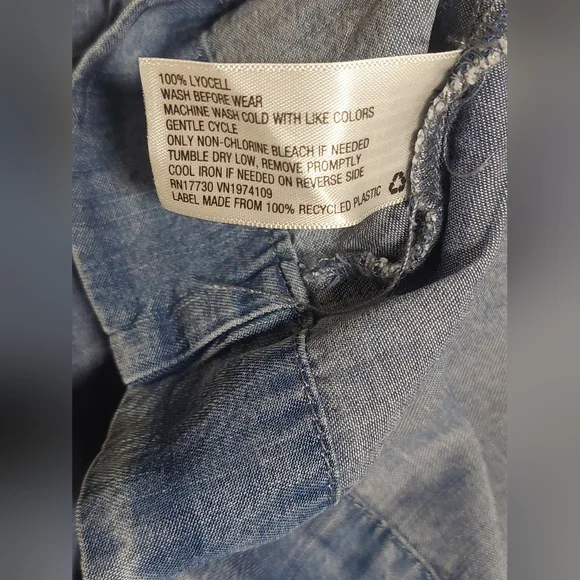 100% LYOCELL
WASH BEFORE WEAR
MACHINE WASH COLD WITH LIKE COLORS
GENTLE CYCLE
ONLY NON-CHLORINE BLEACH IF NEEDED
TUMBLE DRY LOW, REMOVE PROMPTLY
COOL IRON IF NEEDED ON REVERSE SIDE
RN17730 VN1974109
LABEL MADE FROM 100% RECYCLED PLASTIC